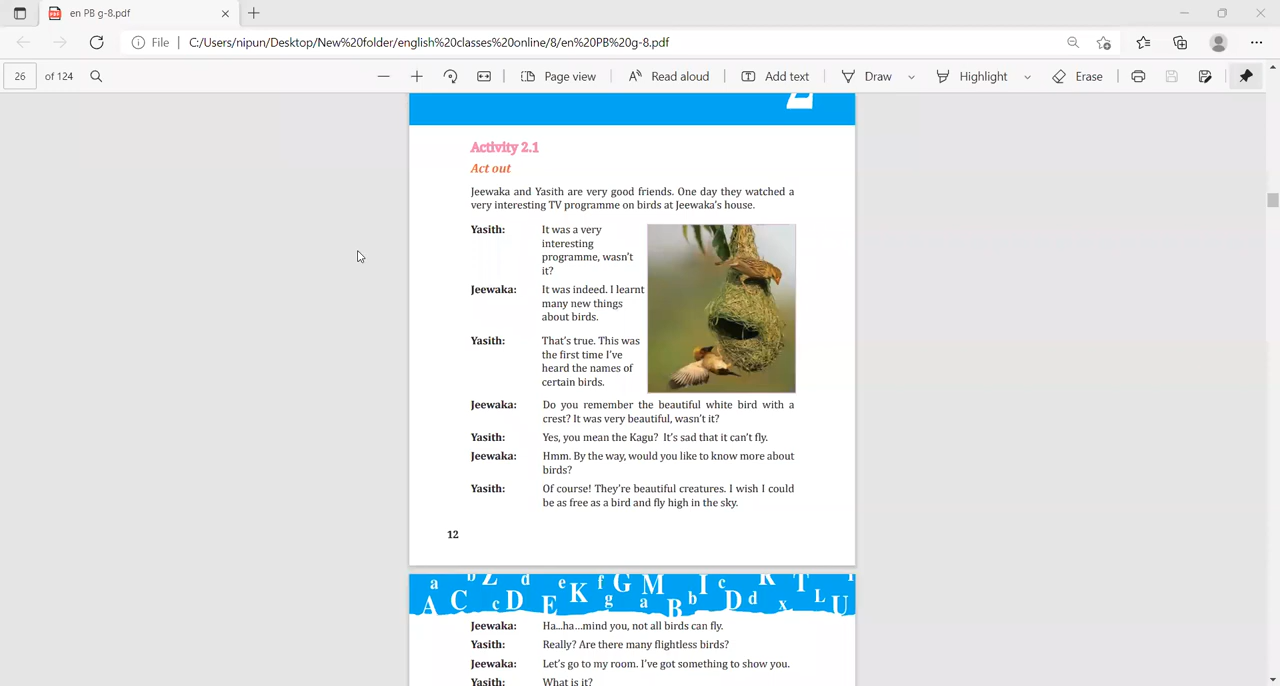 en PB g-8.pdf
File | C:/Users/nipun/Desktop/New%20folder/english%20classes%20online/8/en%20PB%20g-8.pdf
26 of 124 Page view Read aloud Add text Draw Highlight Erase
2
Activity 2.1
Act out
Jeewaka and Yasith are very good friends. One day they watched a
very interesting TV programme on birds at Jeewaka's house.
Yasith: It was a very
interesting
programme, wasn't
it?
Jeewaka: It was indeed. I learnt
many new things
about birds.
Yasith: That's true. This was
the first time I've
heard the names of
certain birds.
Jeewaka: Do you remember the beautiful white bird with a
crest? It was very beautiful, wasn't it?
Yasith: Yes, you mean the Kagu? It's sad that it can't fly.
Jeewaka: Hmm. By the way, would you like to know more about
birds?
Yasith: Of course! They're beautiful creatures. I wish I could
be as free as a bird and fly high in the sky.
12
a b Z d e K f G M I c R T
A C c D E g a B b D d x L U
Jeewaka: Ha...ha...mind you, not all birds can fly.
Yasith: Really? Are there many flightless birds?
Jeewaka: Let's go to my room. I've got something to show you.
Yasith: What is it?